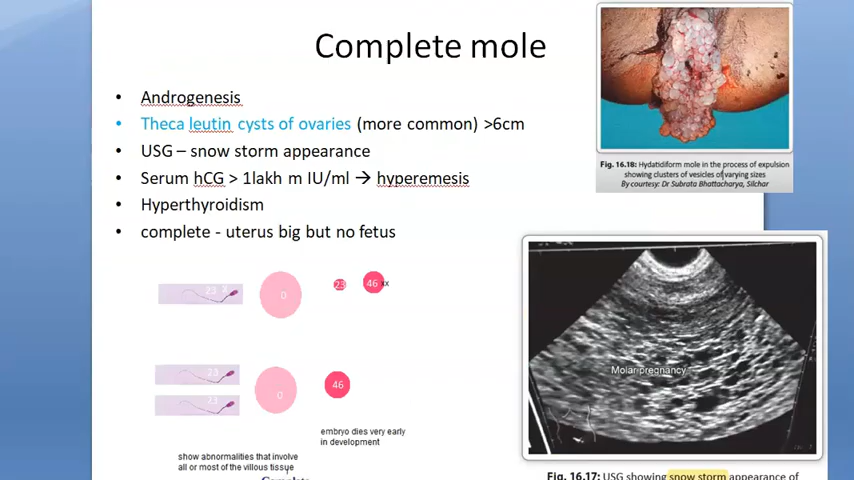 Complete mole
• Androgenesis
• Theca leutin cysts of ovaries (more common) >6cm
• USG – snow storm appearance
• Serum hCG > 1lakh m IU/ml → hyperemesis
• Hyperthyroidism
• complete - uterus big but no fetus
Fig. 16.18: Hydatidiform mole in the process of expulsion
showing clusters of vesicles of varying sizes
By courtesy: Dr Subrata Bhattacharya, Silchar
23 X
0
23
46 xx
23
23
0
46
embryo dies very early
in development
show abnormalities that involve
all or most of the villous tissue
Molar pregnancy
Fig. 16.17: USG showing snow storm appearance of